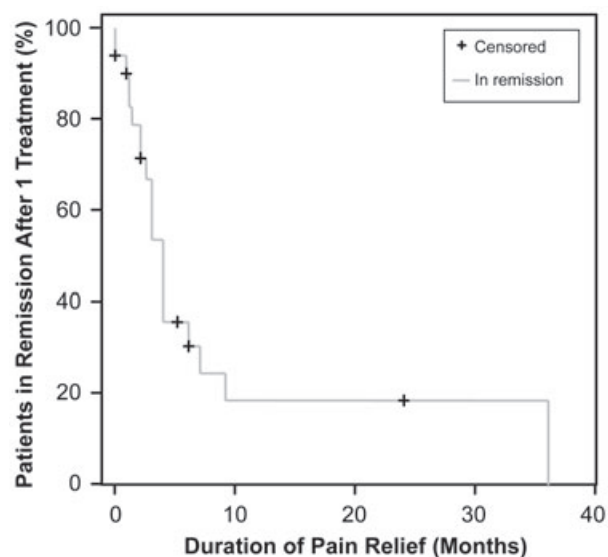 Patients in Remission After 1 Treatment (%)
100
80
60
40
20
0
+ Censored
In remission
0 10 20 30 40
Duration of Pain Relief (Months)